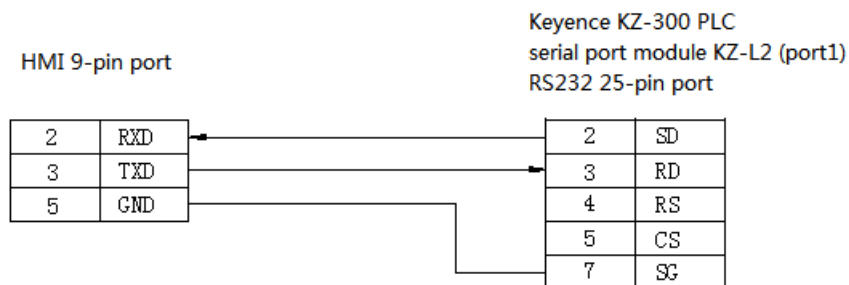 Keyence KZ-300 PLC
serial port module KZ-L2 (port1)
RS232 25-pin port
HMI 9-pin port
2 RXD
3 TXD
5 GND
2 SD
3 RD
4 RS
5 CS
7 SG